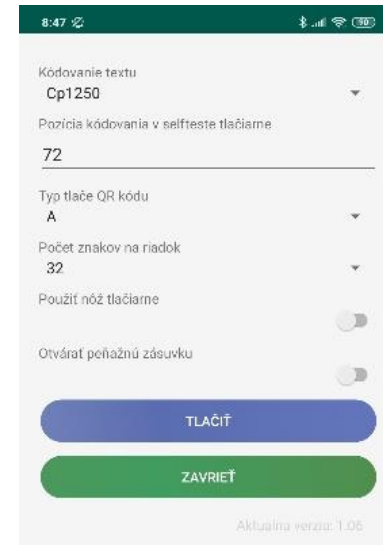 8:47
90
Kódovanie textu
Cp1250
Pozícia kódovania v selfteste tlačiarne
72
Typ tlače QR kódu
A
Počet znakov na riadok
32
Použiť nôž tlačiarne
Otvárať peňažnú zásuvku
TLAČIŤ
ZAVRIEŤ
Aktuálna verzia: 1.06